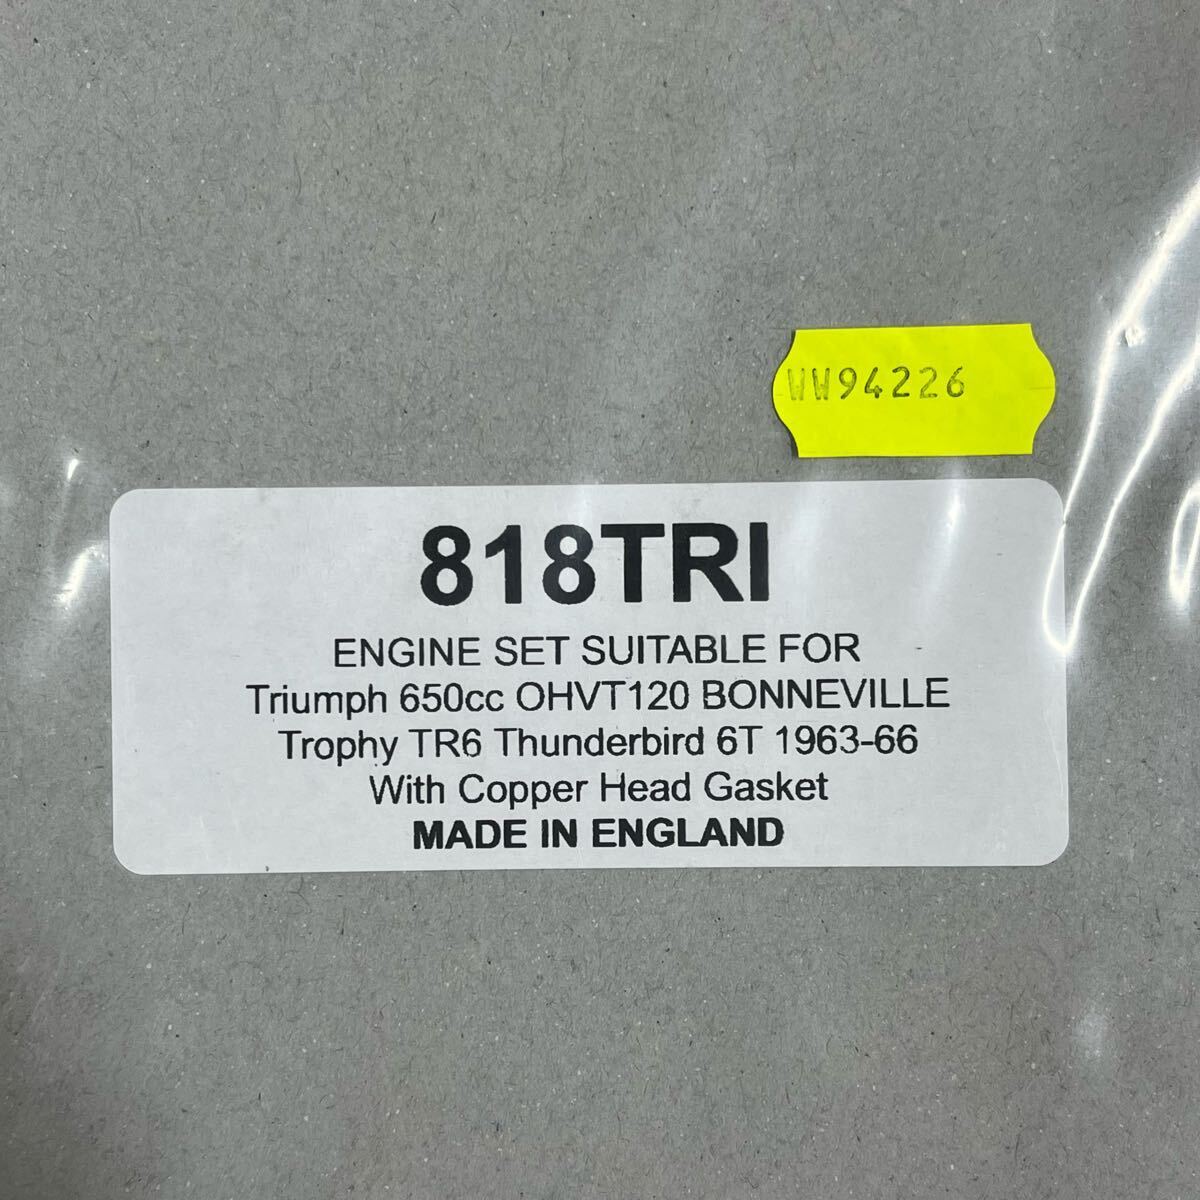 WW94226
818TRI
ENGINE SET SUITABLE FOR
Triumph 650cc OHVT120 BONNEVILLE
Trophy TR6 Thunderbird 6T 1963-66
With Copper Head Gasket
MADE IN ENGLAND